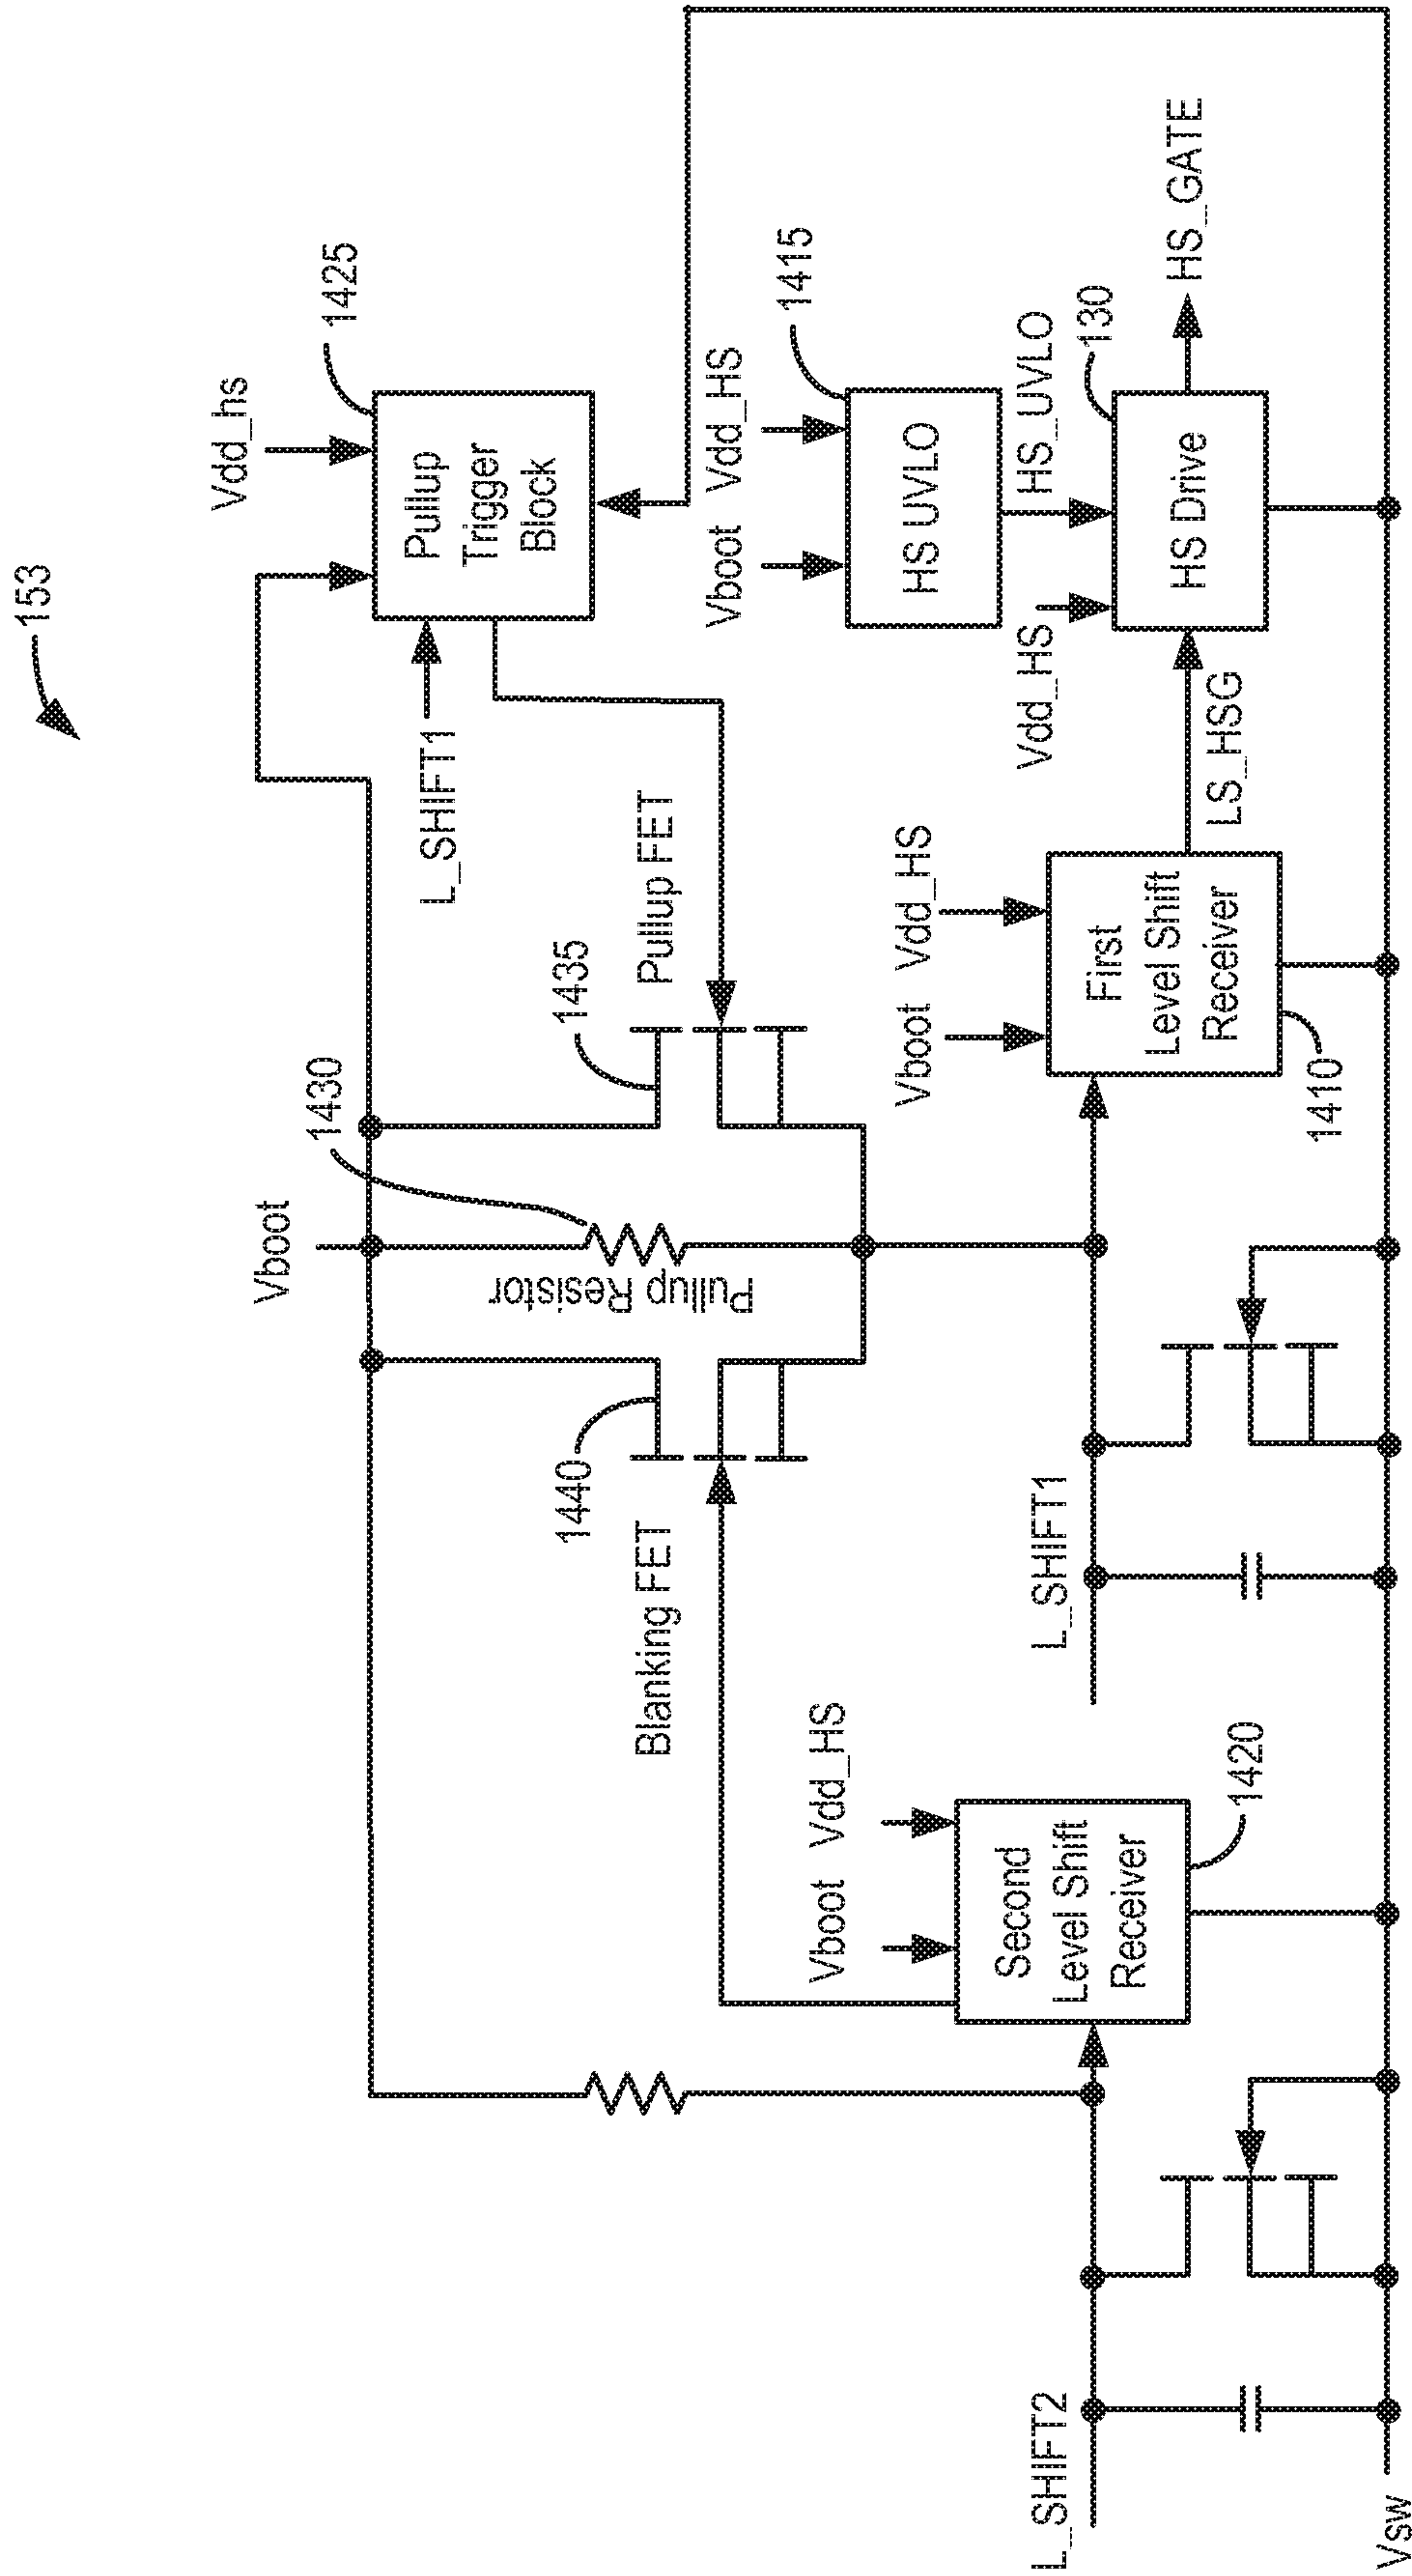 153
Vdd_hs
1425
Pullup
Trigger
Block
L_SHIFT1
Vboot
1430
Pullup Resistor
1435
Pullup FET
1440
Blanking FET
Vboot
Vdd_HS
1415
HS UVLO
HS_UVLO
Vdd_HS
130
HS Drive
HS_GATE
LS_HSG
Vboot
Vdd_HS
First
Level Shift
Receiver
1410
L_SHIFT1
Vboot
Vdd_HS
Second
Level Shift
Receiver
1420
L_SHIFT2
Vsw